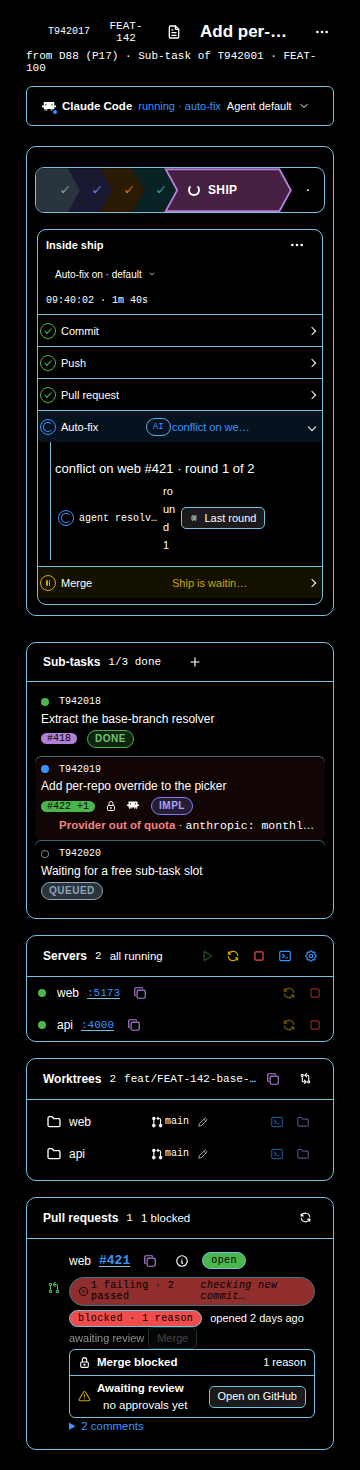 T942017 FEAT-142 Add per-…
from D88 (P17) · Sub-task of T942001 · FEAT-100
Claude Code running · auto-fix Agent default
SHIP
Inside ship
Auto-fix on · default
09:40:02 · 1m 40s
Commit
Push
Pull request
Auto-fix AI conflict on we…
conflict on web #421 · round 1 of 2
agent resolv… round 1 Last round
Merge Ship is waitin…
Sub-tasks 1/3 done
T942018
Extract the base-branch resolver
#418 DONE
T942019
Add per-repo override to the picker
#422 +1 IMPL
Provider out of quota · anthropic: monthl…
T942020
Waiting for a free sub-task slot
QUEUED
Servers 2 all running
web :5173
api :4000
Worktrees 2 feat/FEAT-142-base-…
web main
api main
Pull requests 1 1 blocked
web #421 open
1 failing · 2 passed checking new commit…
blocked · 1 reason opened 2 days ago
awaiting review Merge
Merge blocked 1 reason
Awaiting review
no approvals yet Open on GitHub
2 comments